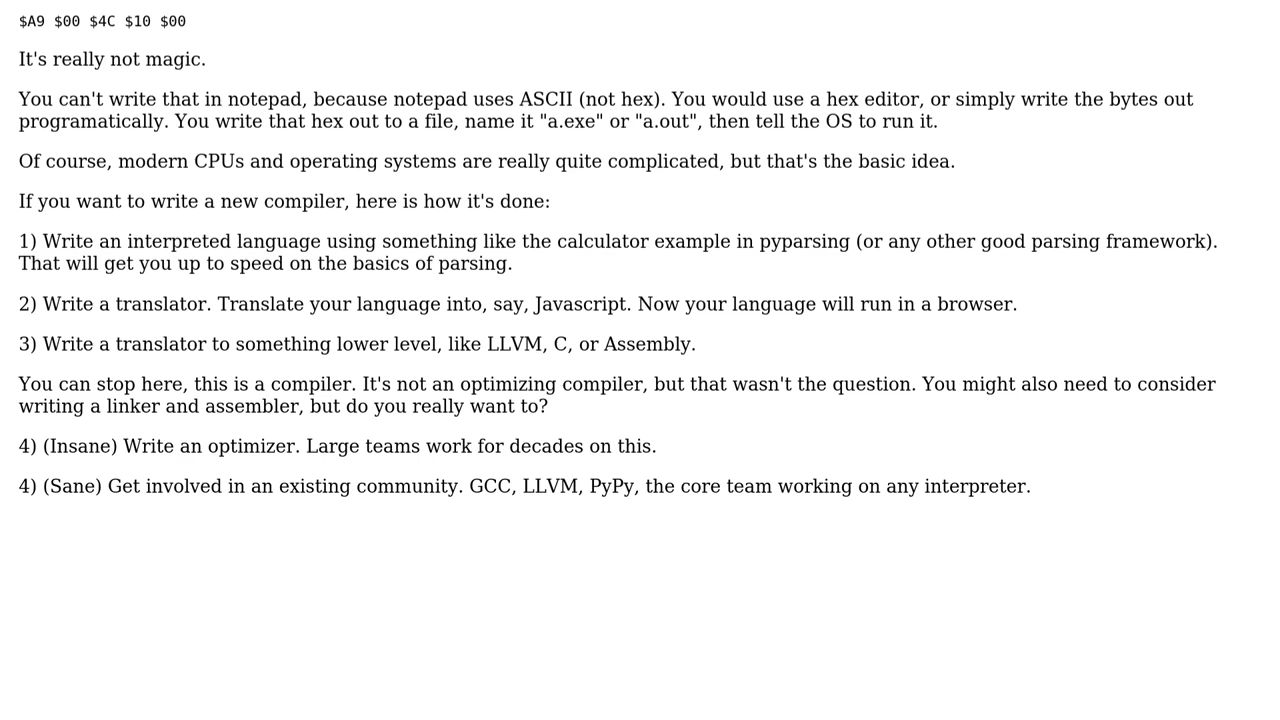 $A9 $00 $4C $10 $00
It's really not magic.
You can't write that in notepad, because notepad uses ASCII (not hex). You would use a hex editor, or simply write the bytes out
programatically. You write that hex out to a file, name it "a.exe" or "a.out", then tell the OS to run it.
Of course, modern CPUs and operating systems are really quite complicated, but that's the basic idea.
If you want to write a new compiler, here is how it's done:
1) Write an interpreted language using something like the calculator example in pyparsing (or any other good parsing framework).
That will get you up to speed on the basics of parsing.
2) Write a translator. Translate your language into, say, Javascript. Now your language will run in a browser.
3) Write a translator to something lower level, like LLVM, C, or Assembly.
You can stop here, this is a compiler. It's not an optimizing compiler, but that wasn't the question. You might also need to consider
writing a linker and assembler, but do you really want to?
4) (Insane) Write an optimizer. Large teams work for decades on this.
4) (Sane) Get involved in an existing community. GCC, LLVM, PyPy, the core team working on any interpreter.